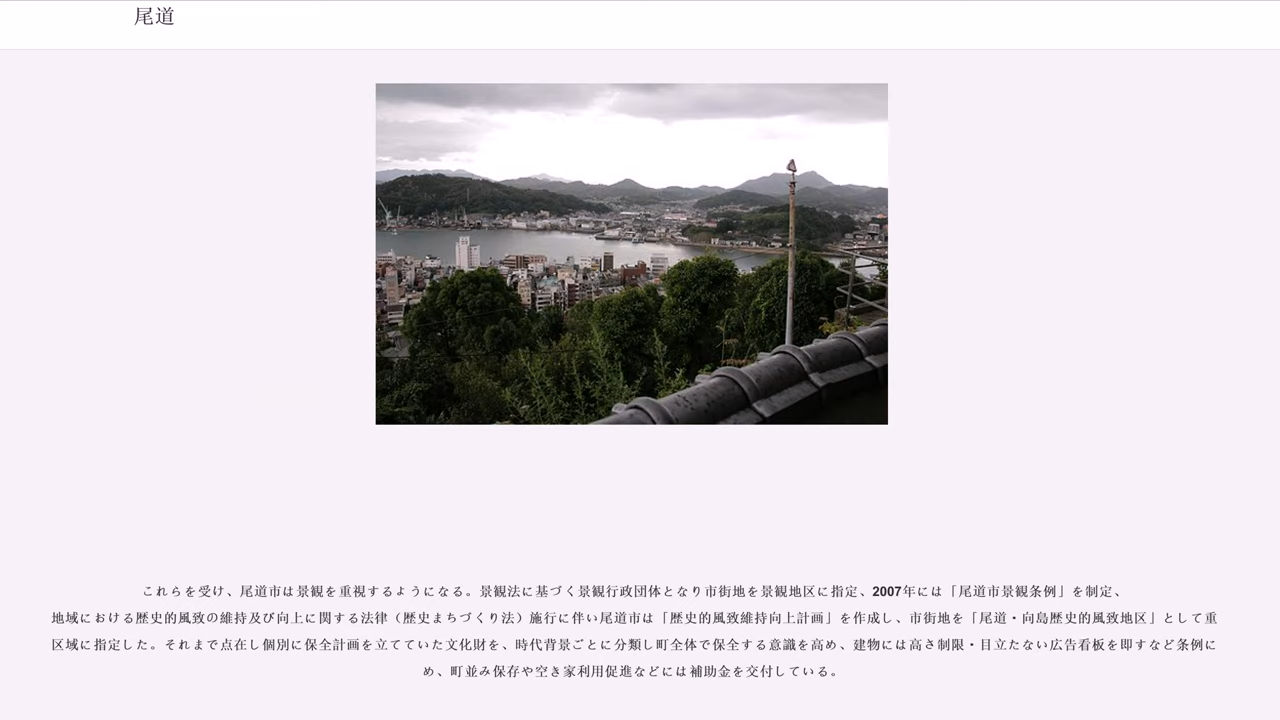 尾道
これらを受け、尾道市は景観を重視するようになる。景観法に基づく景観行政団体となり市街地を景観地区に指定、2007年には「尾道市景観条例」を制定、
地域における歴史的風致の維持及び向上に関する法律（歴史まちづくり法）施行に伴い尾道市は「歴史的風致維持向上計画」を作成し、市街地を「尾道・向島歴史的風致地区」として重
区域に指定した。それまで点在し個別に保全計画を立てていた文化財を、時代背景ごとに分類し町全体で保全する意識を高め、建物には高さ制限・目立たない広告看板を即すなど条例に
め、町並み保存や空き家利用促進などには補助金を交付している。